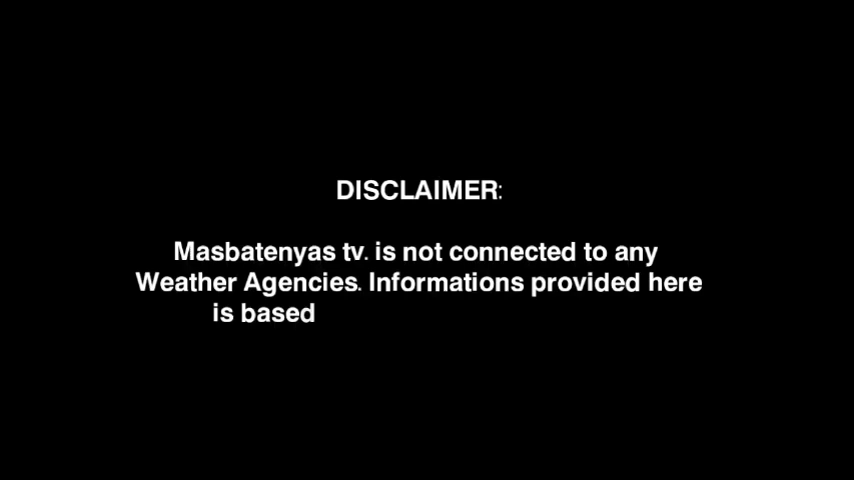 DISCLAIMER:
Masbatenyas tv. is not connected to any
Weather Agencies. Informations provided here
is based